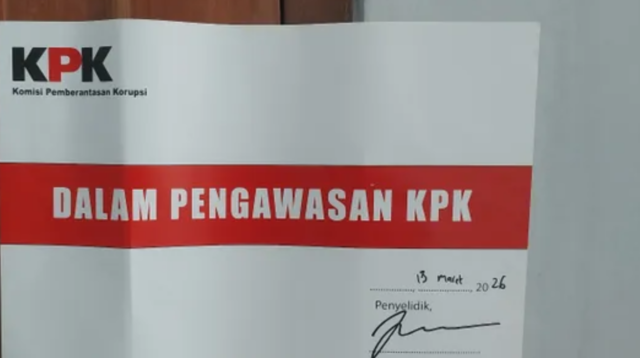 KPK
Komisi Pemberantasan Korupsi
DALAM PENGAWASAN KPK
13 maret 2026
Penyelidik,